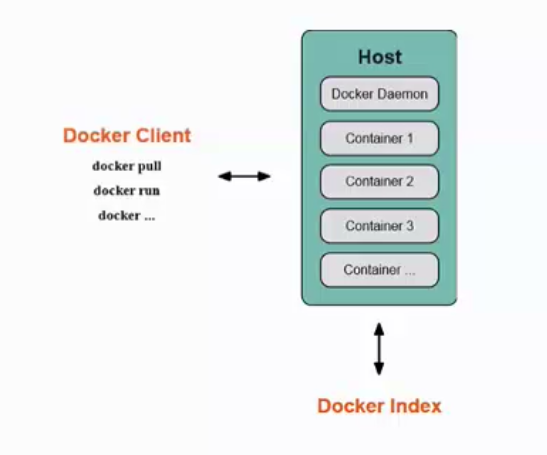 Docker Client
docker pull
docker run
docker ...
Host
Docker Daemon
Container 1
Container 2
Container 3
Container ...
Docker Index